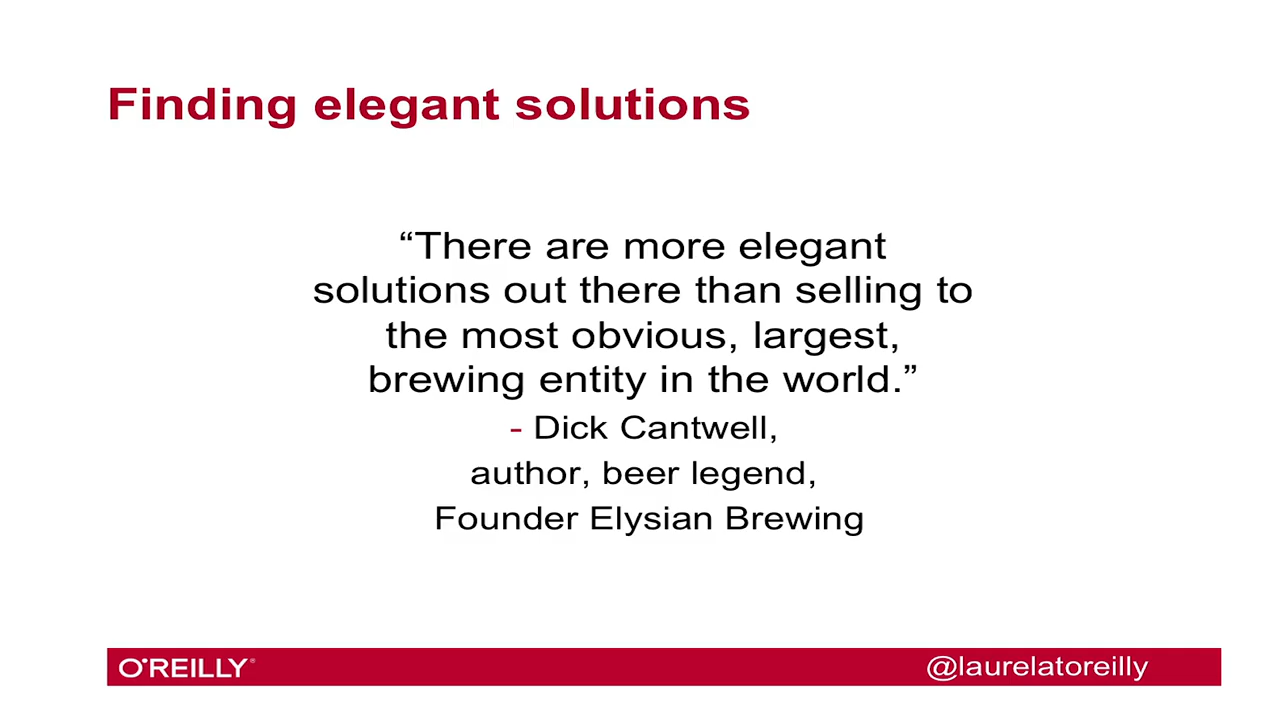 Finding elegant solutions
“There are more elegant
solutions out there than selling to
the most obvious, largest,
brewing entity in the world.”
- Dick Cantwell,
author, beer legend,
Founder Elysian Brewing
O'REILLY®
@laurelatoreilly